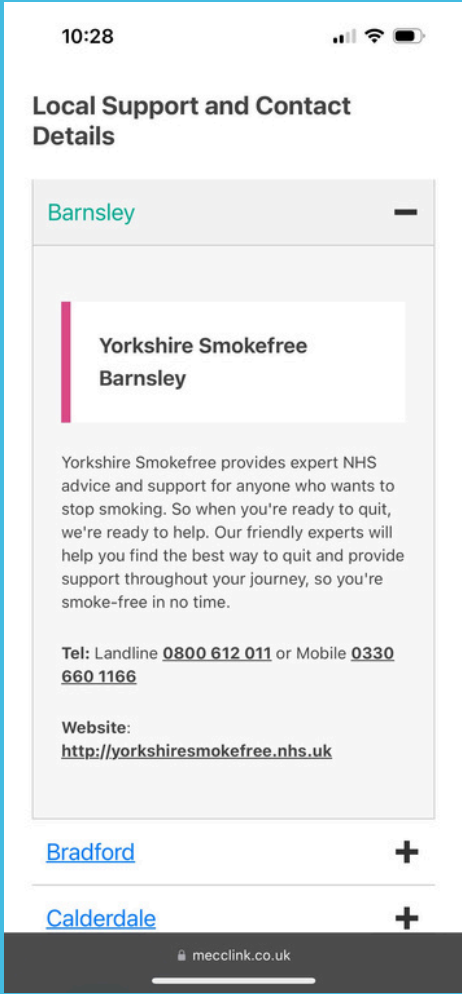 10:28
Local Support and Contact
Details
Barnsley
Yorkshire Smokefree
Barnsley
Yorkshire Smokefree provides expert NHS
advice and support for anyone who wants to
stop smoking. So when you're ready to quit,
we're ready to help. Our friendly experts will
help you find the best way to quit and provide
support throughout your journey, so you're
smoke-free in no time.
Tel: Landline 0800 612 011 or Mobile 0330
660 1166
Website:
http://yorkshiresmokefree.nhs.uk
Bradford
Calderdale
mecclink.co.uk